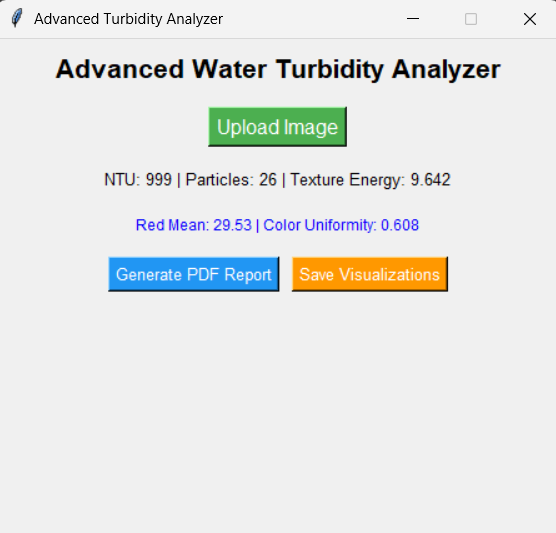 Advanced Turbidity Analyzer
Advanced Water Turbidity Analyzer
Upload Image
NTU: 999 | Particles: 26 | Texture Energy: 9.642
Red Mean: 29.53 | Color Uniformity: 0.608
Generate PDF Report Save Visualizations